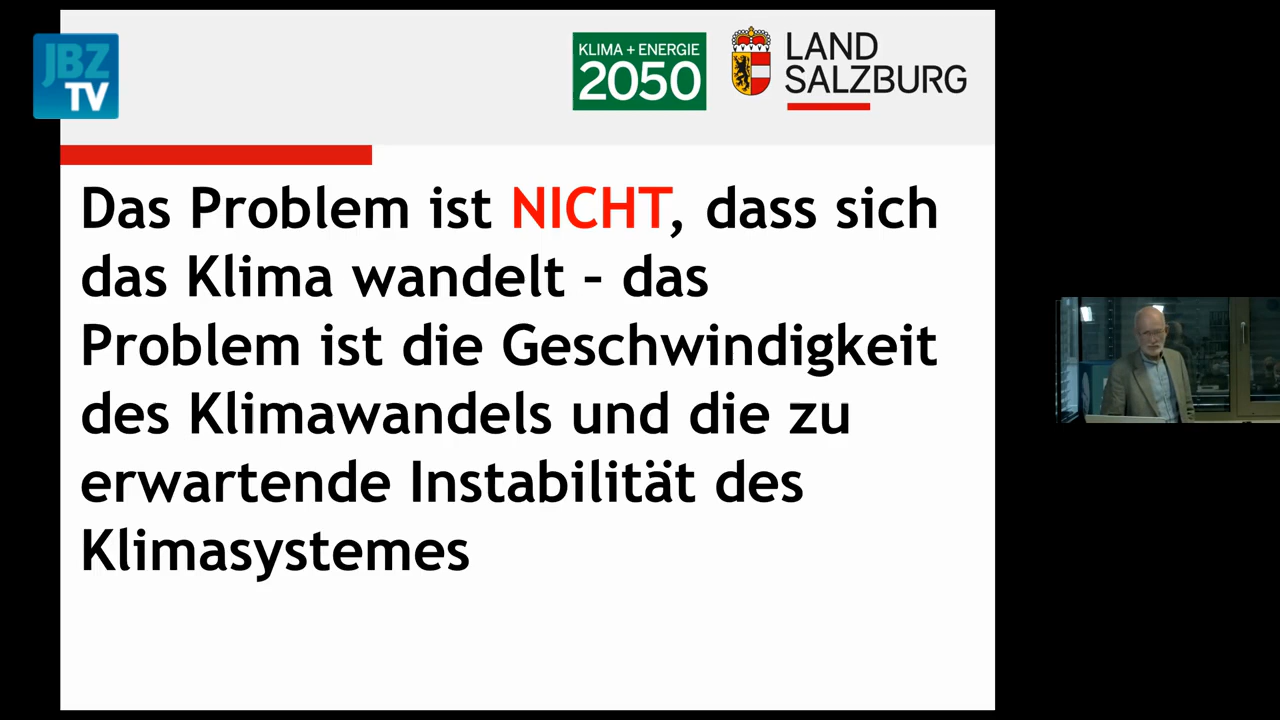 JBZ
TV
KLIMA + ENERGIE
2050
LAND
SALZBURG
Das Problem ist NICHT, dass sich
das Klima wandelt – das
Problem ist die Geschwindigkeit
des Klimawandels und die zu
erwartende Instabilität des
Klimasystemes